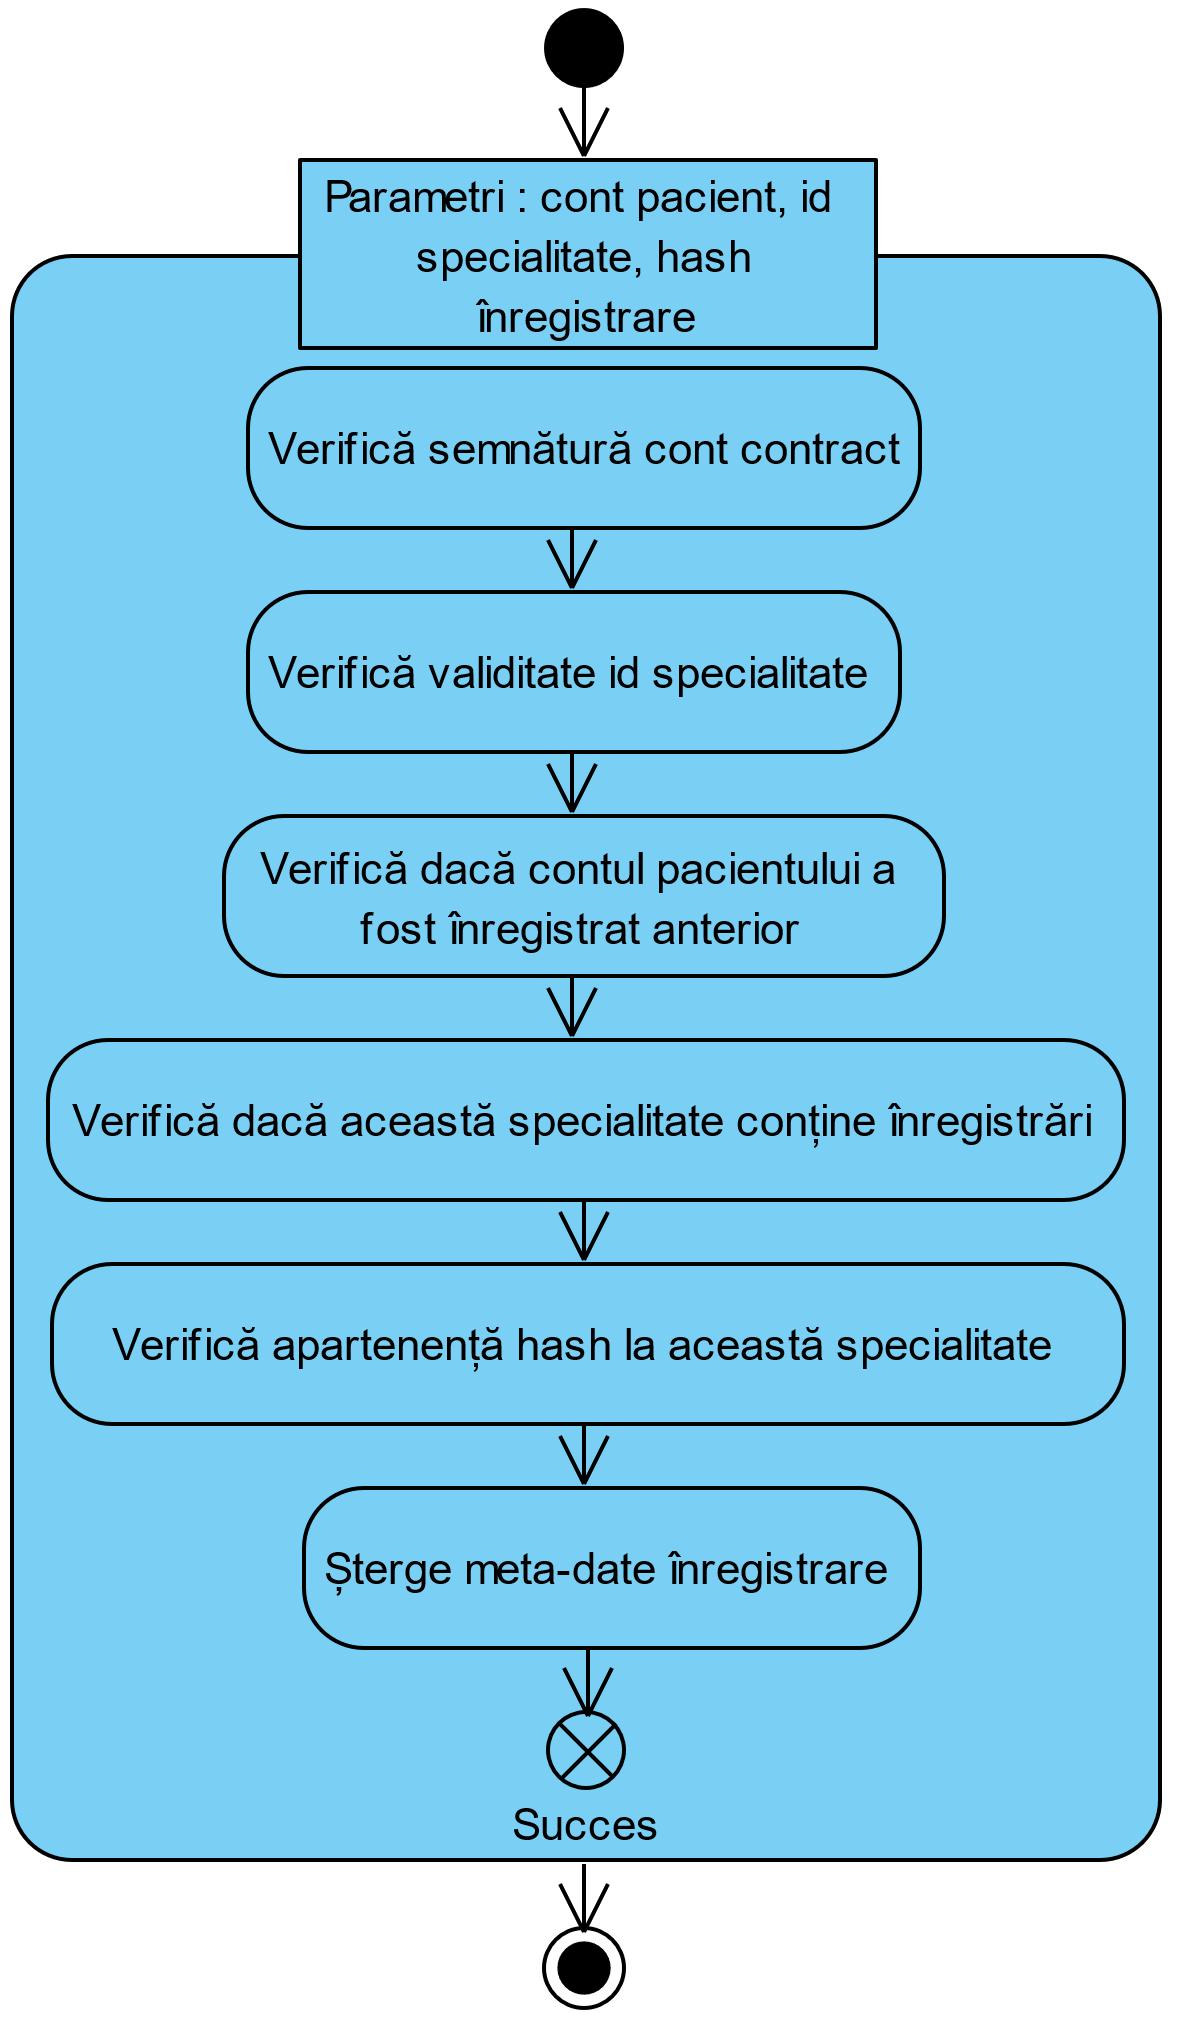 Parametri : cont pacient, id
specialitate, hash
înregistrare
Verifică semnătură cont contract
Verifică validitate id specialitate
Verifică dacă contul pacientului a
fost înregistrat anterior
Verifică dacă această specialitate conține înregistrări
Verifică apartenență hash la această specialitate
Șterge meta-date înregistrare
Succes